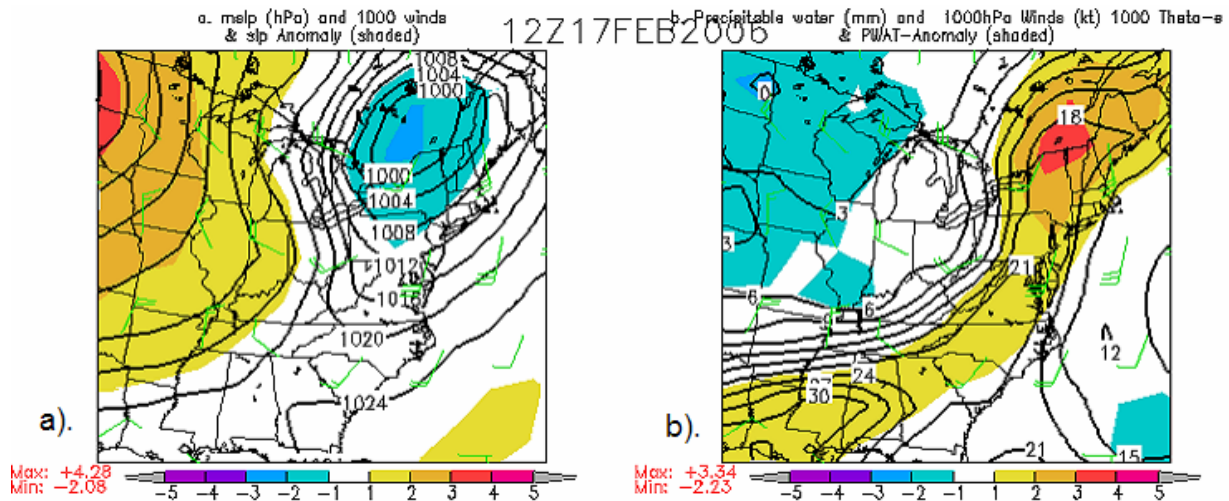 a. mslp (hPa) and 1000 winds
& slp Anomaly (shaded)
12Z17FEB2006
b. Precipitable water (mm) and 1000hPa Winds (kt) 1000 Theta-e
& PWAT-Anomaly (shaded)
1008
1004
1000
1000
1004
1008
1012
1016
1020
1024
a).
Max: +4.28
Min: -2.08
-5 -4 -3 -2 -1 1 2 3 4 5
0
18
3
3
21
6
9
6
12
24
30
21
15
b).
Max: +3.34
Min: -2.23
-5 -4 -3 -2 -1 1 2 3 4 5